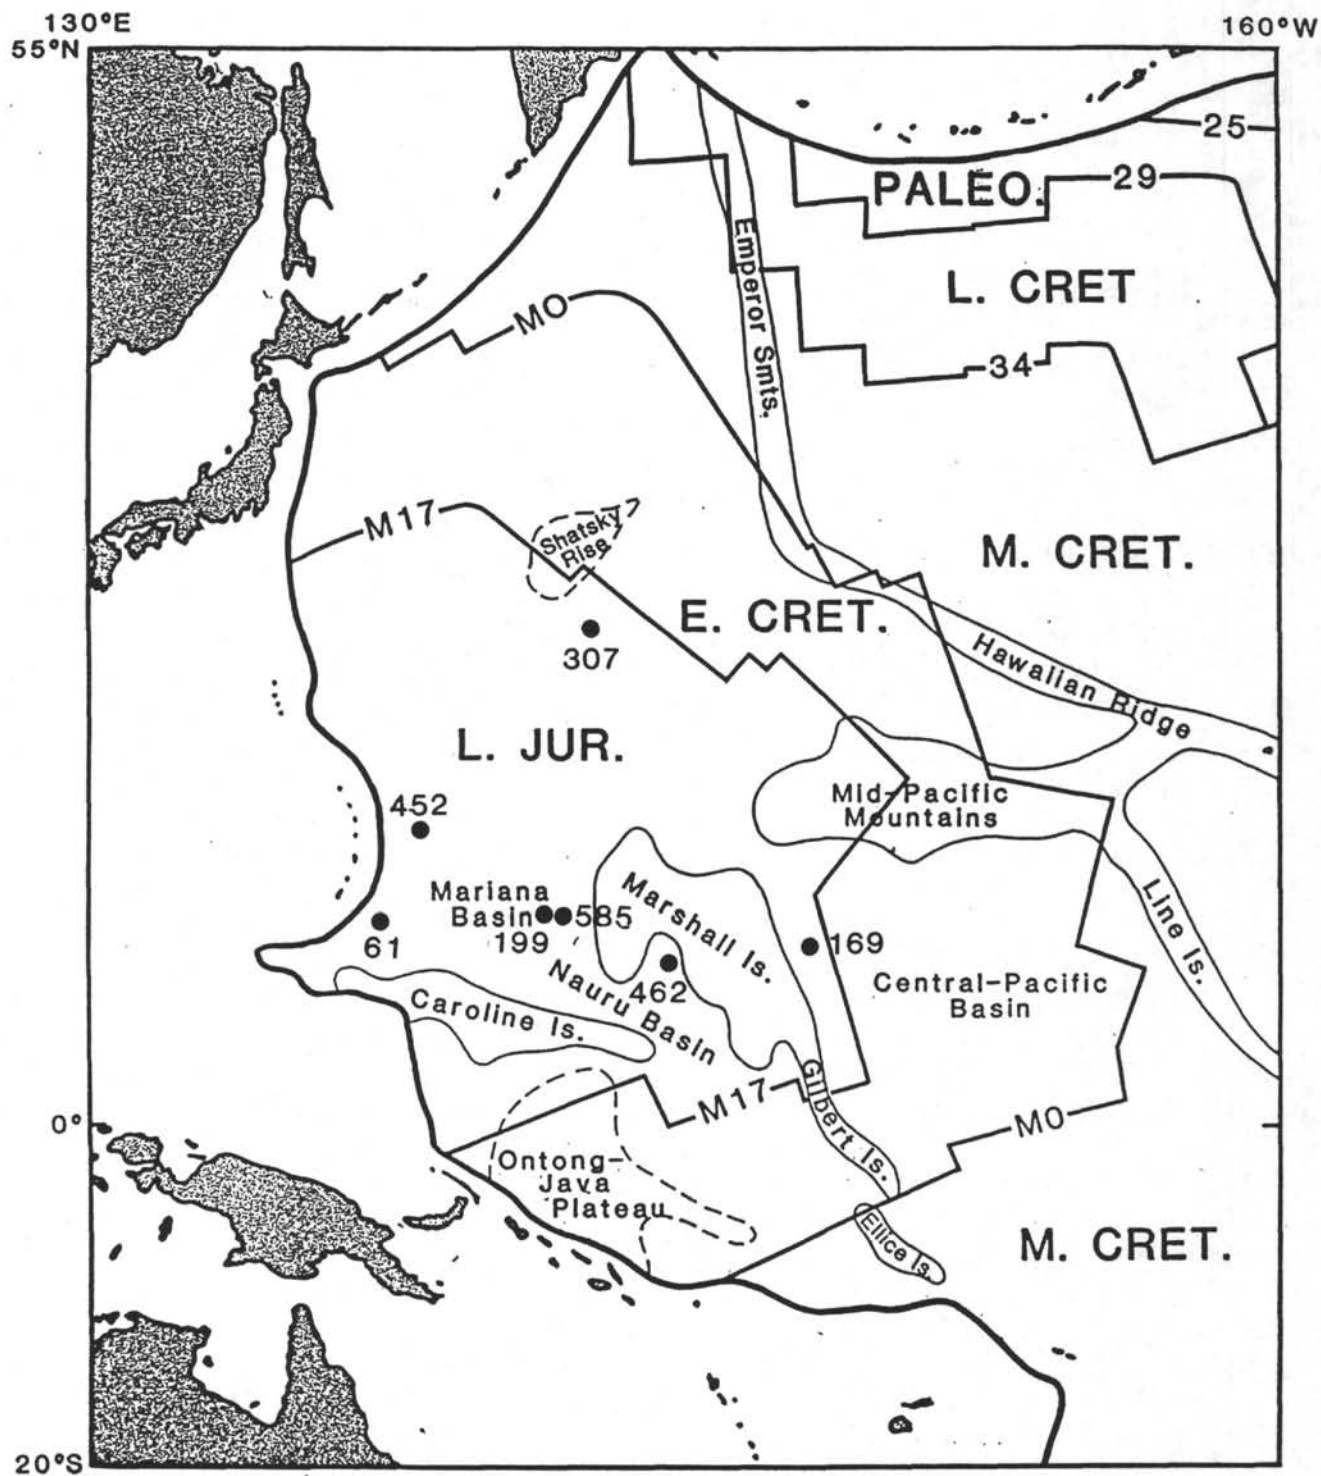 130°E
160°W
55°N
25
29
PALEO.
Emperor Smts.
L. CRET
MO
34
M17
Shatsky
Rise
M. CRET.
E. CRET.
307
Hawaiian Ridge
L. JUR.
452
Mid-Pacific
Mountains
Mariana
Basin
585
199
61
Marshall Is.
169
Line Is.
462
Nauru Basin
Central-Pacific
Basin
Caroline Is.
Gilbert Is.
M17
MO
0°
Ontong-
Java
Plateau
Ellice Is.
M. CRET.
20°S